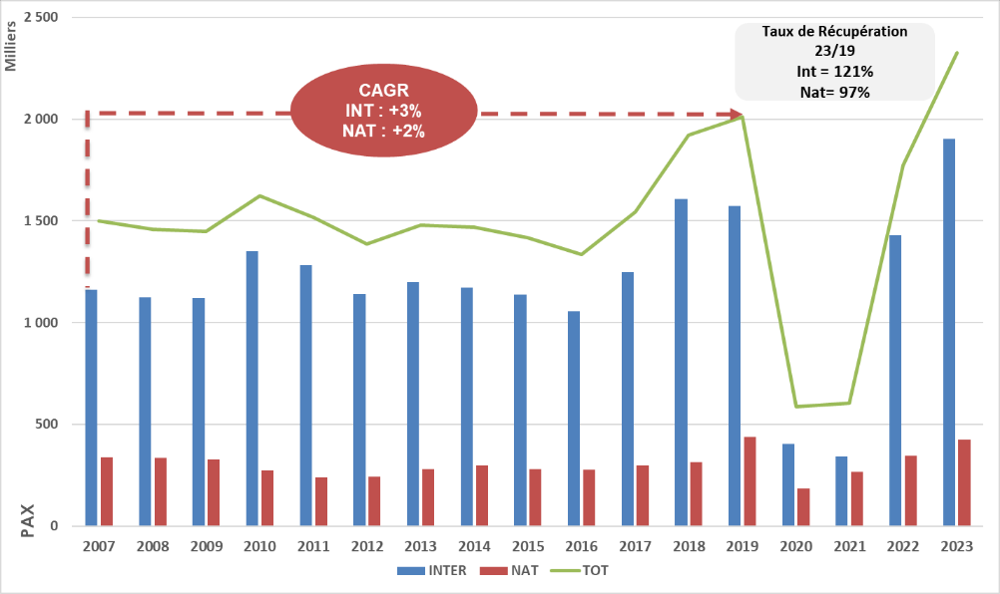 Milliers
2 500
2 000
1 500
1 000
500
0
PAX
CAGR
INT : +3%
NAT : +2%
Taux de Récupération
23/19
Int = 121%
Nat= 97%
2007 2008 2009 2010 2011 2012 2013 2014 2015 2016 2017 2018 2019 2020 2021 2022 2023
INTER NAT TOT